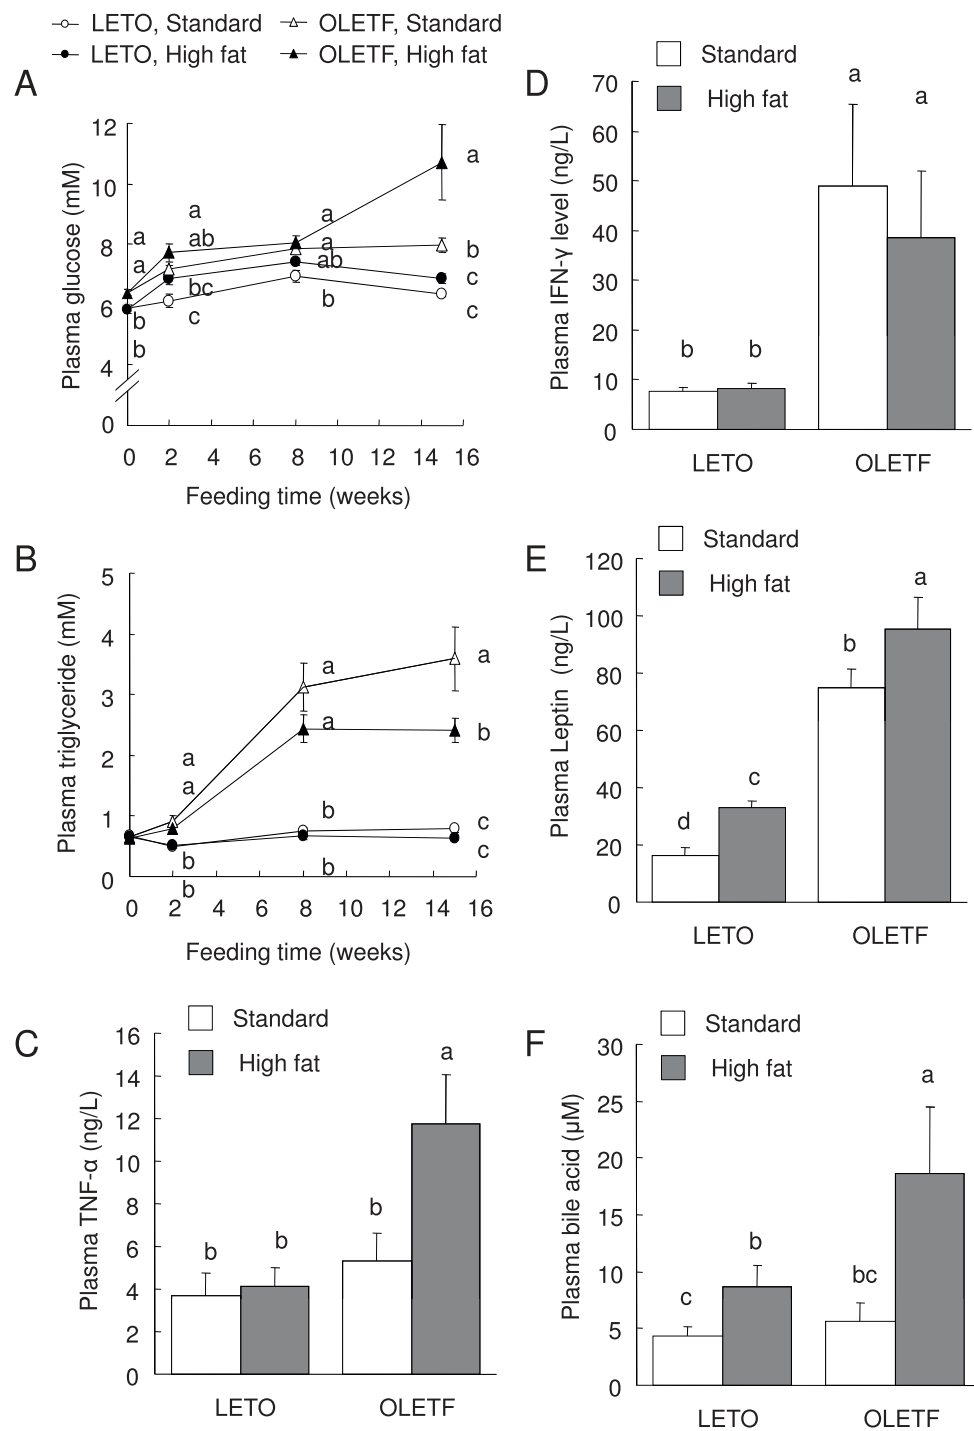 LETO, Standard
OLETF, Standard
LETO, High fat
OLETF, High fat
A
12
10
8
6
4
0
Plasma glucose (mM)
a
a
b
b
a
ab
bc
c
a
a
ab
b
a
b
c
c
0 2 4 6 8 10 12 14 16
Feeding time (weeks)
B
5
4
3
2
1
0
Plasma triglyceride (mM)
a
a
b
b
a
a
b
b
a
b
c
c
0 2 4 6 8 10 12 14 16
Feeding time (weeks)
C
Standard
High fat
16
14
12
10
8
6
4
2
0
Plasma TNF-α (ng/L)
b
b
b
a
LETO
OLETF
D
Standard
High fat
70
60
50
40
30
20
10
0
Plasma IFN-γ level (ng/L)
b
b
a
a
LETO
OLETF
E
Standard
High fat
120
100
80
60
40
20
0
Plasma Leptin (ng/L)
d
c
b
a
LETO
OLETF
F
Standard
High fat
30
25
20
15
10
5
0
Plasma bile acid (µM)
c
b
bc
a
LETO
OLETF